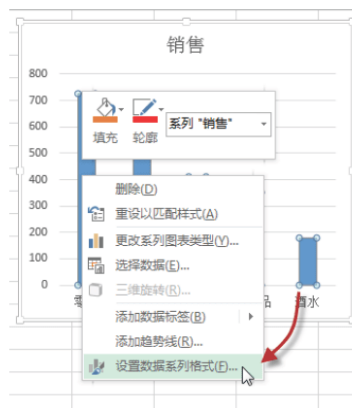 销售
800
700
600
500
400
300
200
100
0
填充
轮廓
系列 "销售"
删除(D)
重设以匹配样式(A)
更改系列图表类型(Y)...
选择数据(E)...
三维旋转(R)...
添加数据标签(B)
添加趋势线(R)...
设置数据系列格式(F)...
零
品
酒水